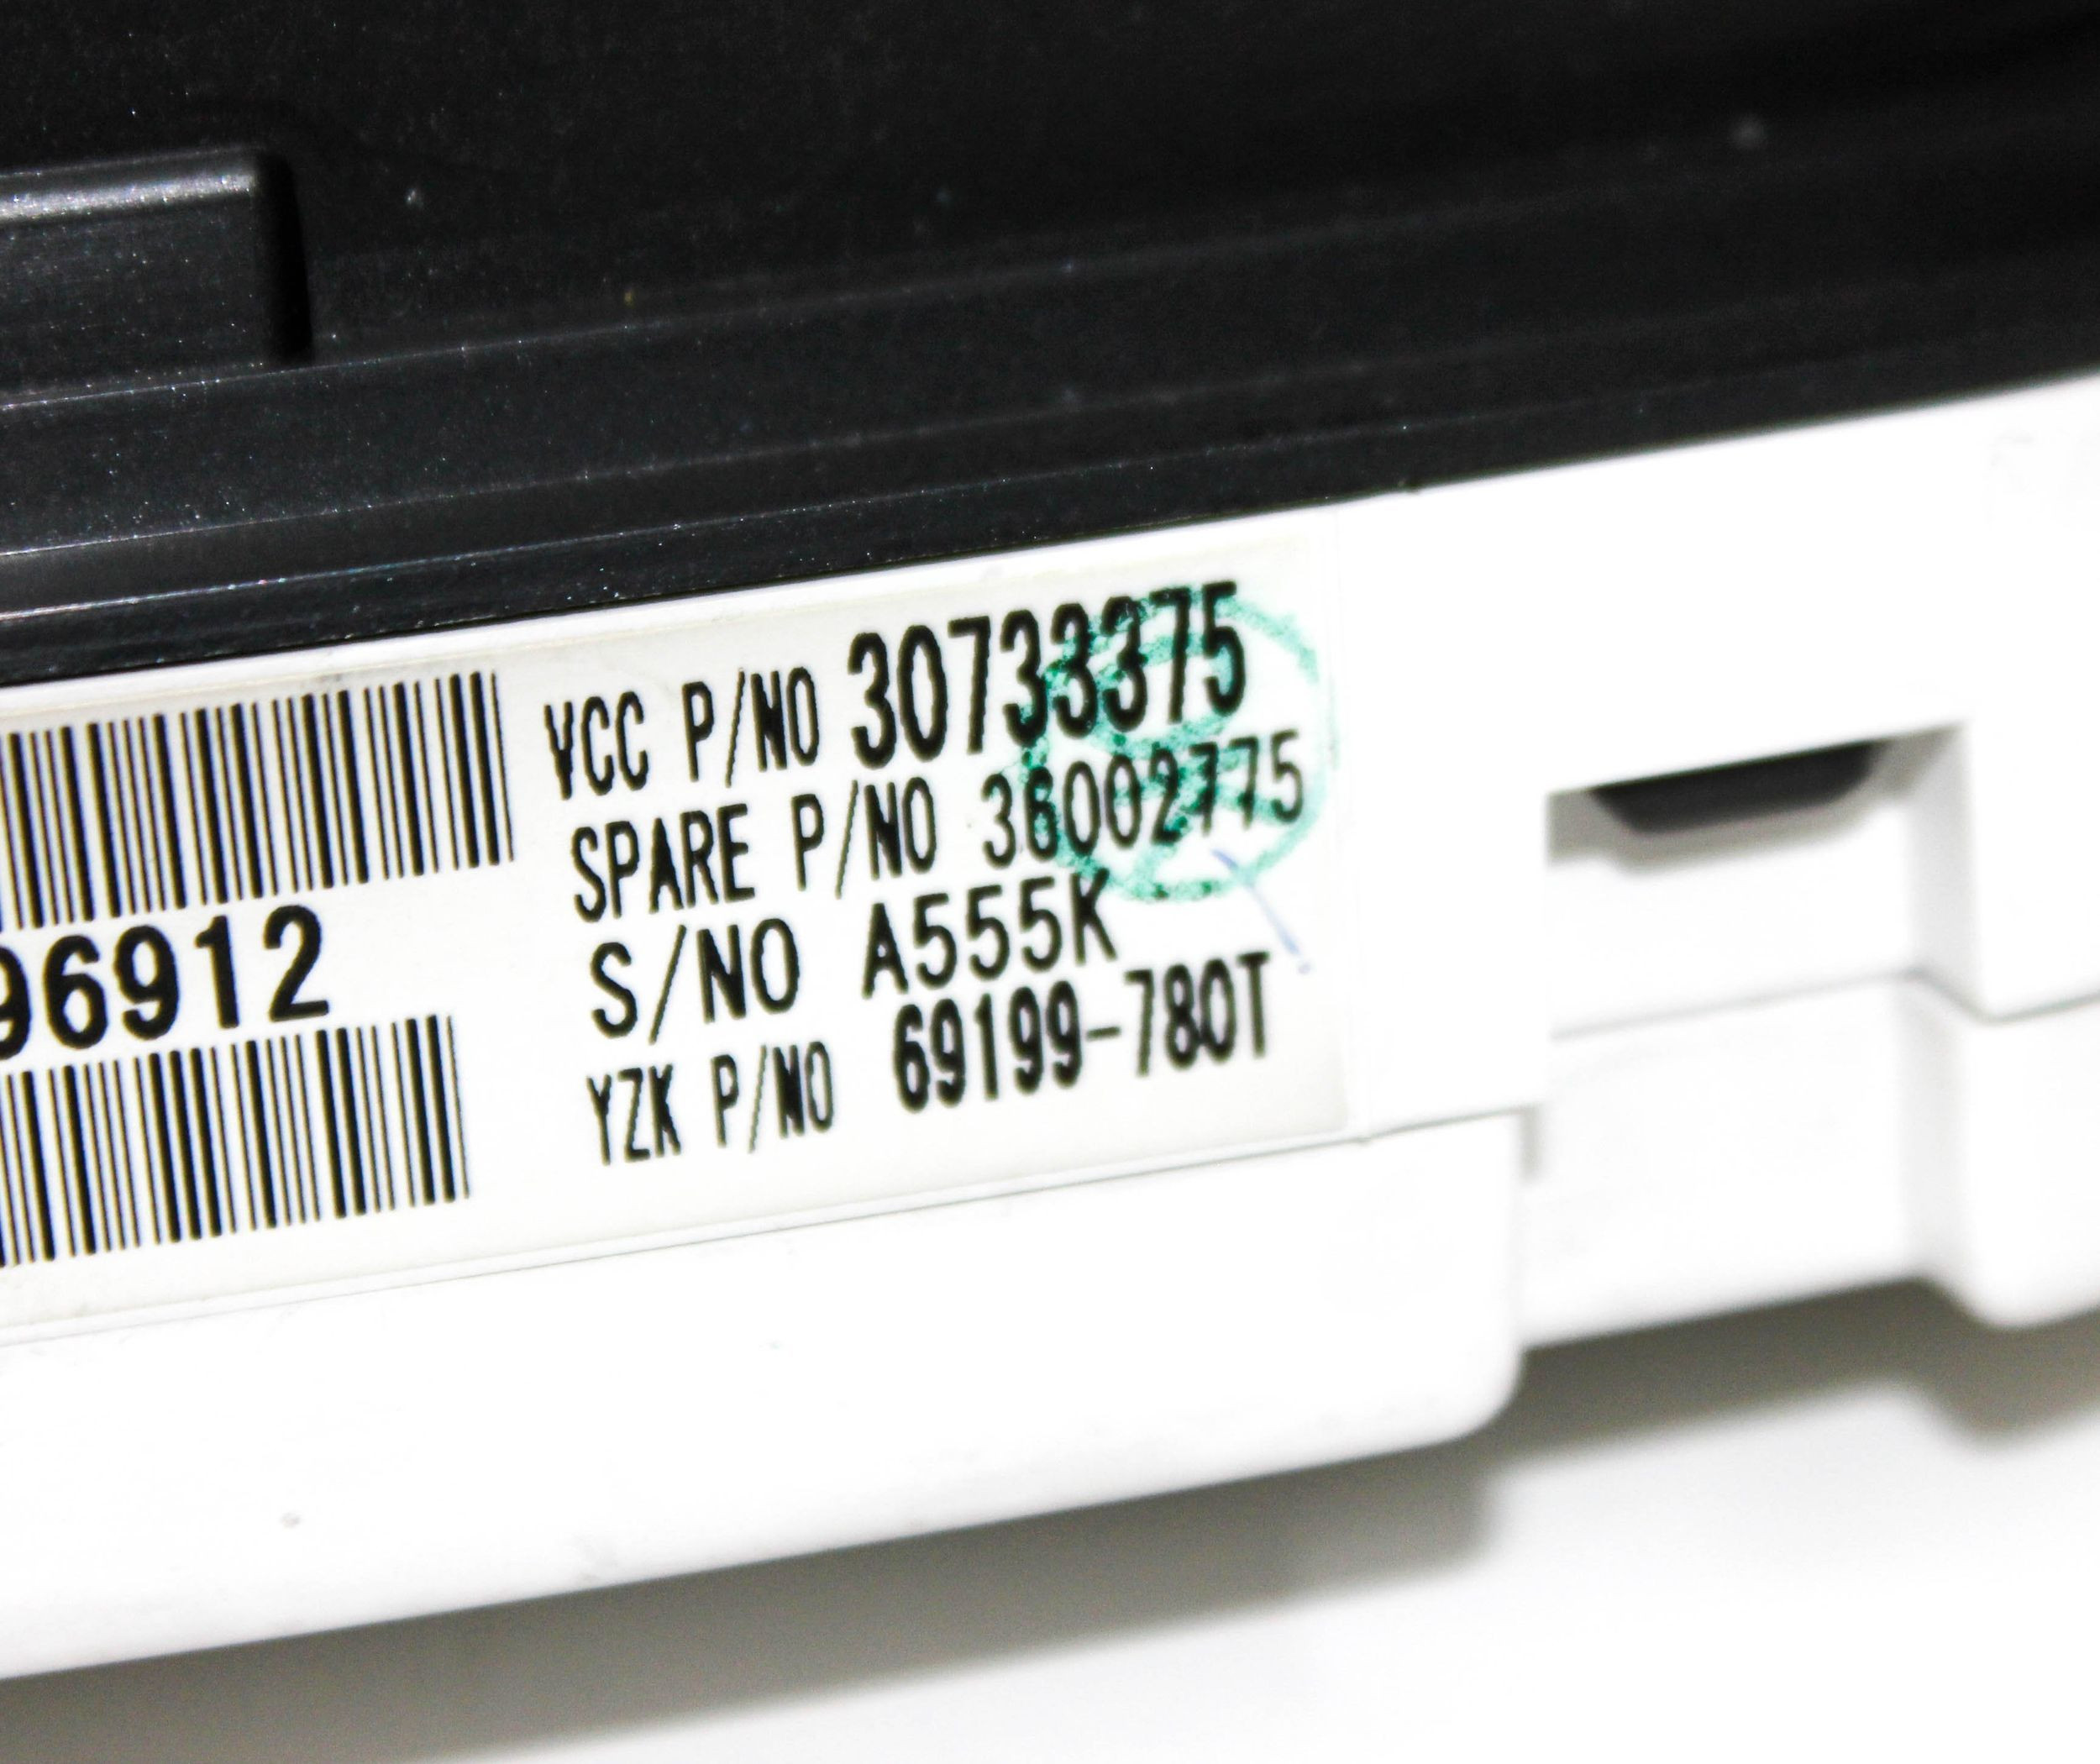 VCC P/NO 30733375
SPARE P/NO 36002775
S/NO A555K
YZK P/NO 69199-780T
96912